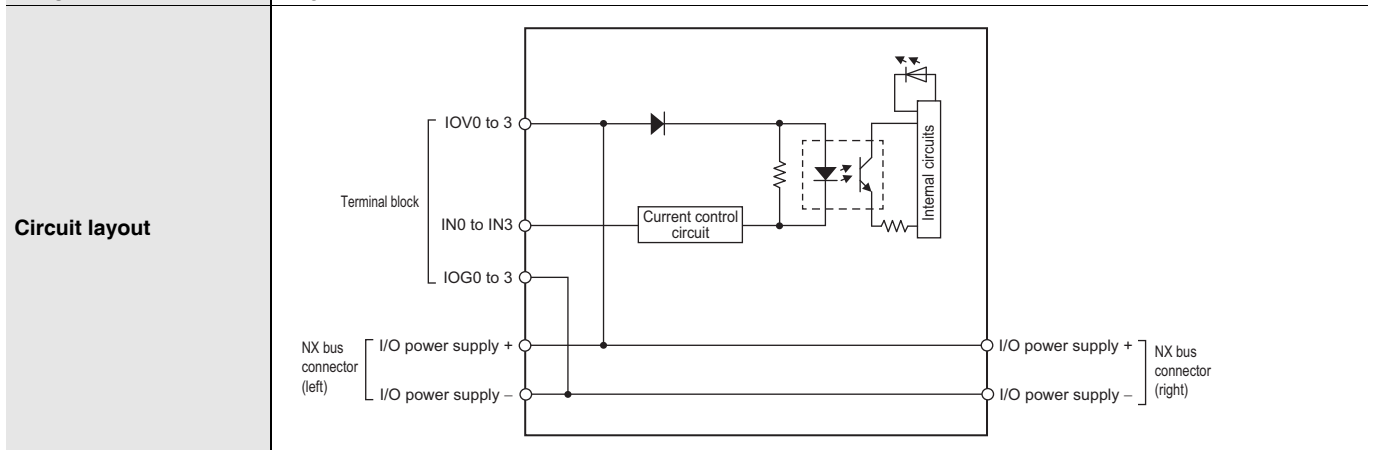 Circuit layout
Terminal block
IOV0 to 3
IN0 to IN3
IOG0 to 3
Current control
circuit
Internal circuits
NX bus
connector
(left)
I/O power supply +
I/O power supply −
I/O power supply +
I/O power supply −
NX bus
connector
(right)